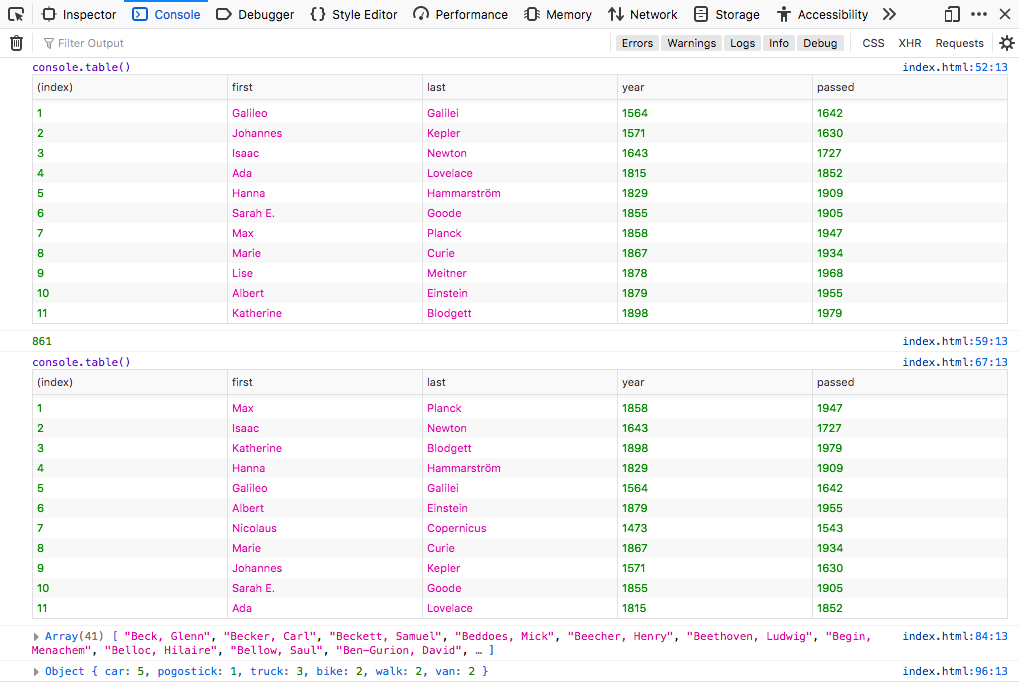 Inspector Console Debugger Style Editor Performance Memory Network Storage Accessibility
Filter Output Errors Warnings Logs Info Debug CSS XHR Requests
console.table() index.html:52:13
(index) first last year passed
1 Galileo Galilei 1564 1642
2 Johannes Kepler 1571 1630
3 Isaac Newton 1643 1727
4 Ada Lovelace 1815 1852
5 Hanna Hammarström 1829 1909
6 Sarah E. Goode 1855 1905
7 Max Planck 1858 1947
8 Marie Curie 1867 1934
9 Lise Meitner 1878 1968
10 Albert Einstein 1879 1955
11 Katherine Blodgett 1898 1979
861 index.html:59:13
console.table() index.html:67:13
(index) first last year passed
1 Max Planck 1858 1947
2 Isaac Newton 1643 1727
3 Katherine Blodgett 1898 1979
4 Hanna Hammarström 1829 1909
5 Galileo Galilei 1564 1642
6 Albert Einstein 1879 1955
7 Nicolaus Copernicus 1473 1543
8 Marie Curie 1867 1934
9 Johannes Kepler 1571 1630
10 Sarah E. Goode 1855 1905
11 Ada Lovelace 1815 1852
Array(41) [ "Beck, Glenn", "Becker, Carl", "Beckett, Samuel", "Beddoes, Mick", "Beecher, Henry", "Beethoven, Ludwig", "Begin, index.html:84:13
Menachem", "Belloc, Hilaire", "Bellow, Saul", "Ben-Gurion, David", … ]
Object { car: 5, pogostick: 1, truck: 3, bike: 2, walk: 2, van: 2 } index.html:96:13